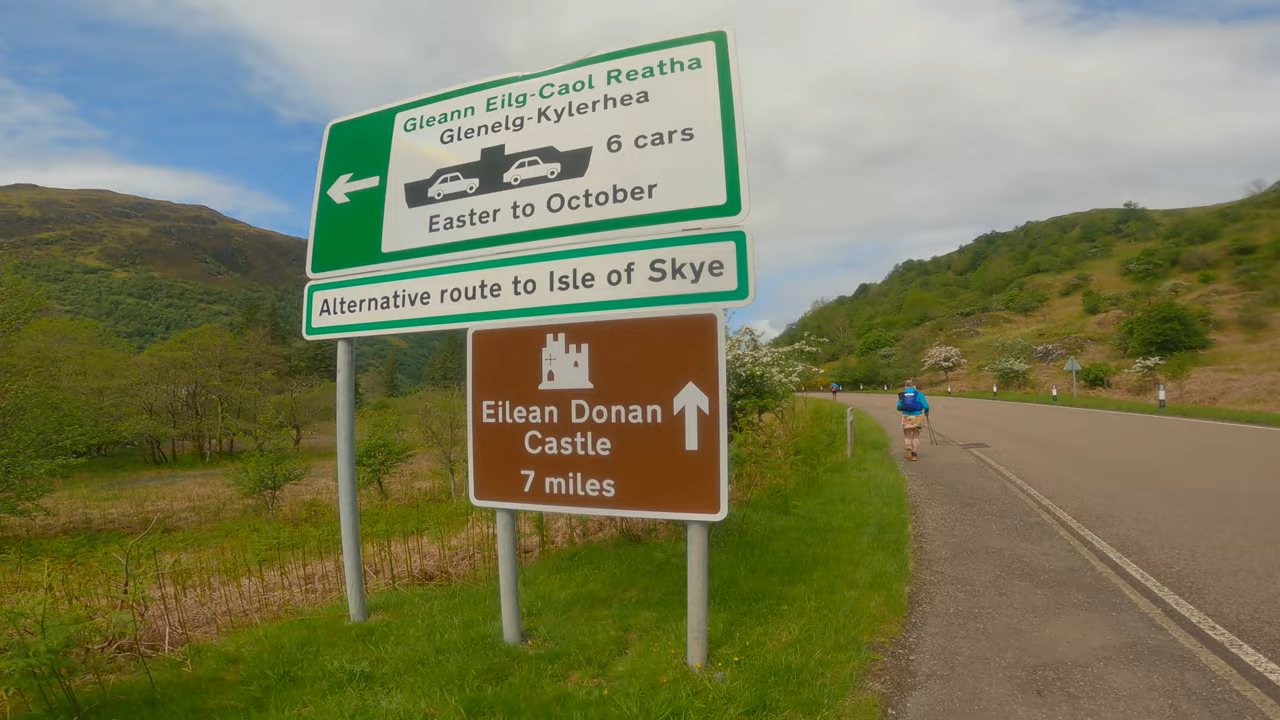 Gleann Eilg-Caol Reatha
Glenelg-Kylerhea
6 cars
Easter to October
Alternative route to Isle of Skye
Eilean Donan
Castle
7 miles